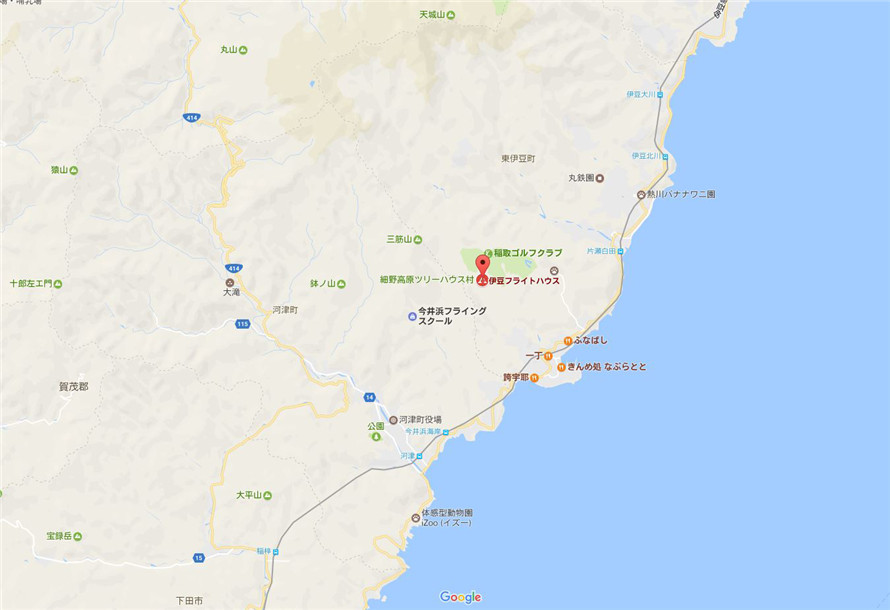 天城山
丸山
414
伊豆大川
東伊豆町
伊豆北川
猿山
丸鉄園
熱川バナナワニ園
三筋山
稲取ゴルフクラブ
片瀬白田
414
大滝
十郎左エ門
鉢ノ山
細野高原ツリーハウス村
伊豆フライトハウス
河津町
今井浜フライング
スクール
115
ふなばし
一丁
きんめ処 なぶらとと
誇宇耶
賀茂郡
14
河津町役場
公園
今井浜海岸
河津
大平山
体感型動物園
iZoo (イズー)
宝録岳
稲梓
15
下田市
Google